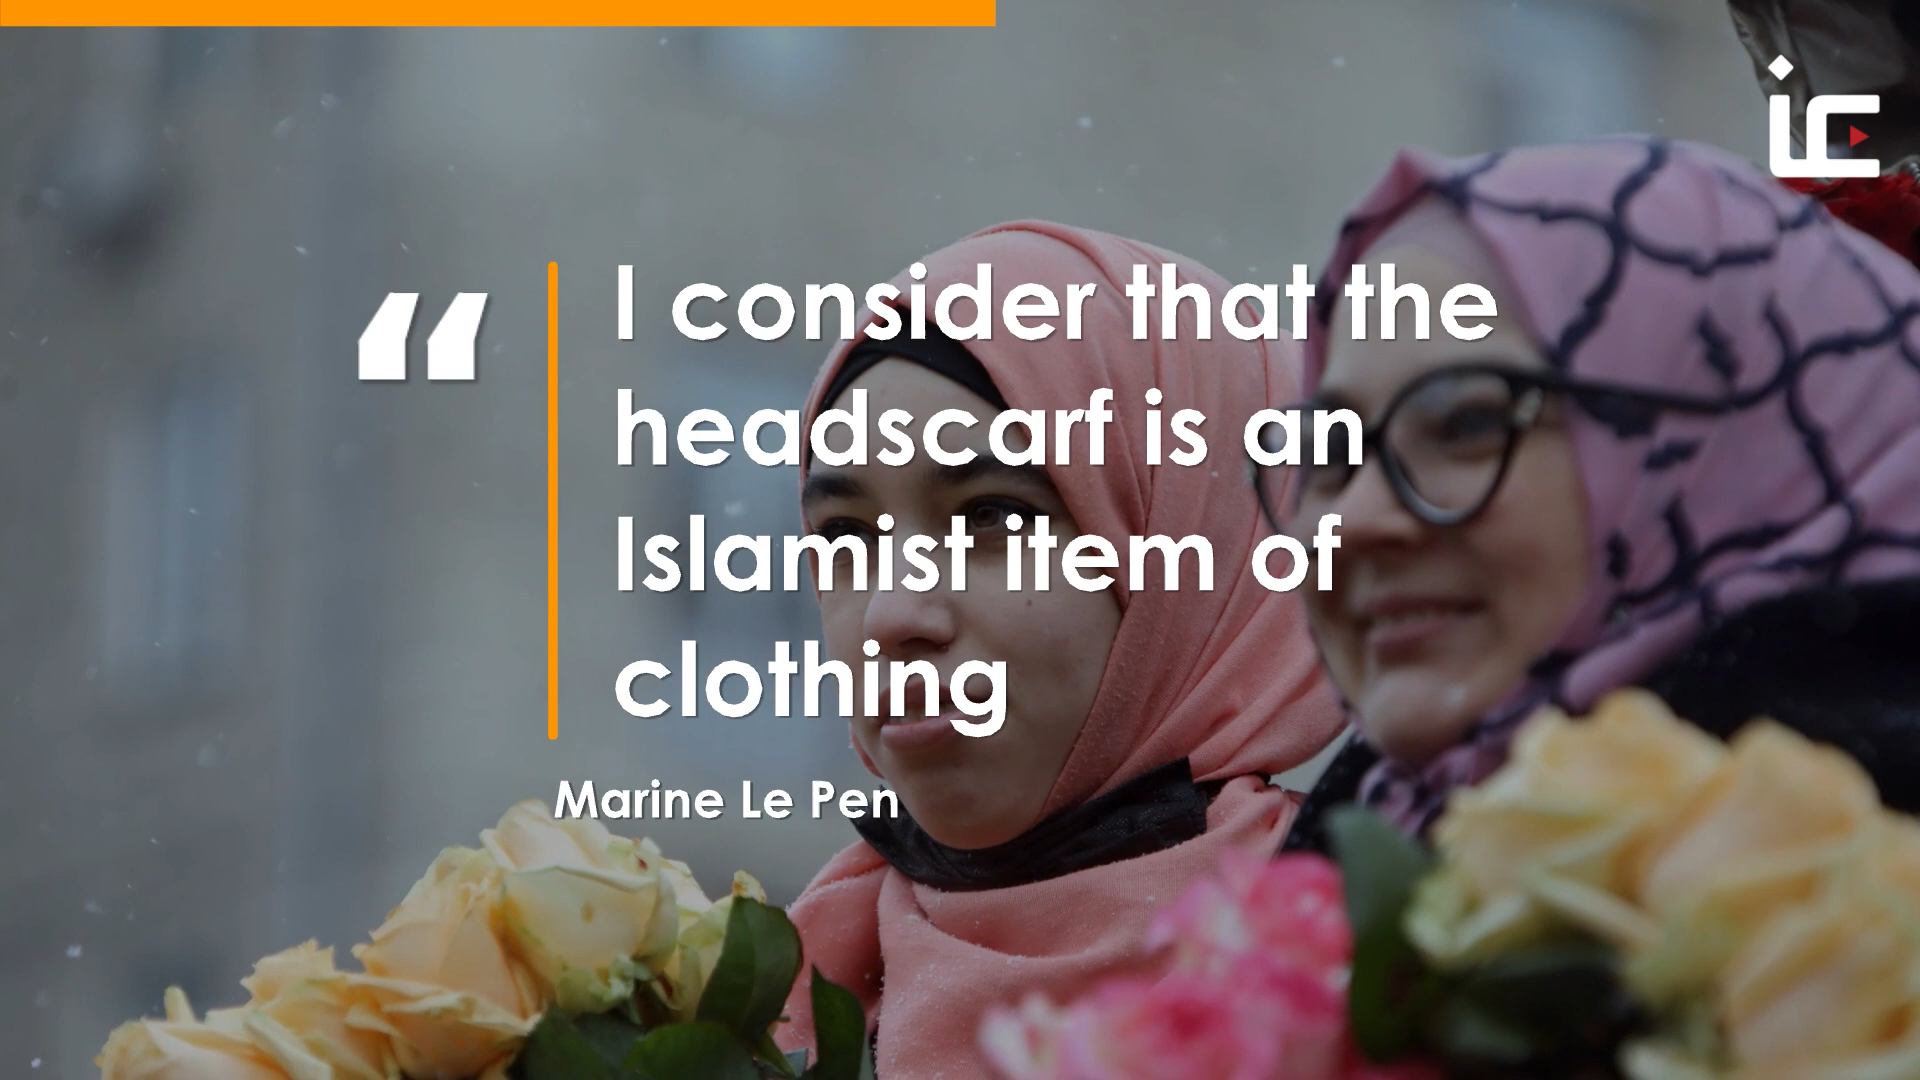 “
I consider that the
headscarf is an
Islamist item of
clothing
Marine Le Pen